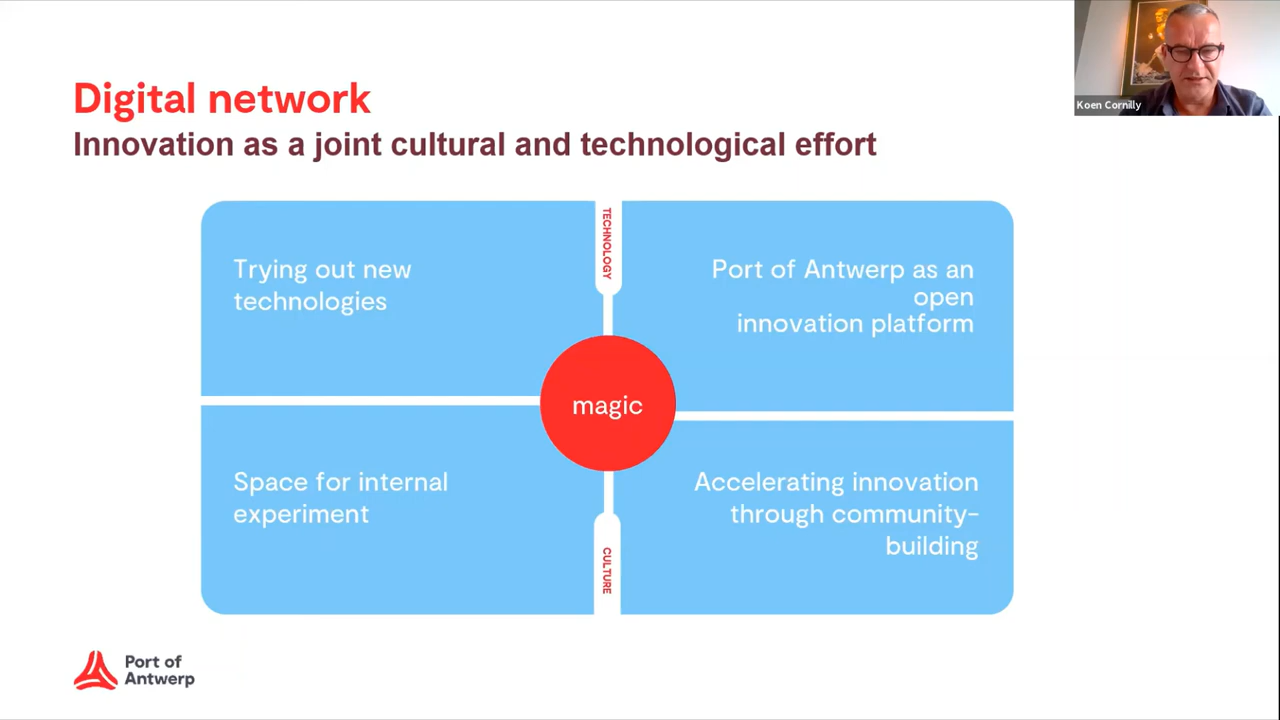 Digital network
Innovation as a joint cultural and technological effort
Koen Cornilly
TECHNOLOGY
Trying out new
technologies
Port of Antwerp as an
open
innovation platform
magic
Space for internal
experiment
Accelerating innovation
through community-
building
CULTURE
Port of
Antwerp